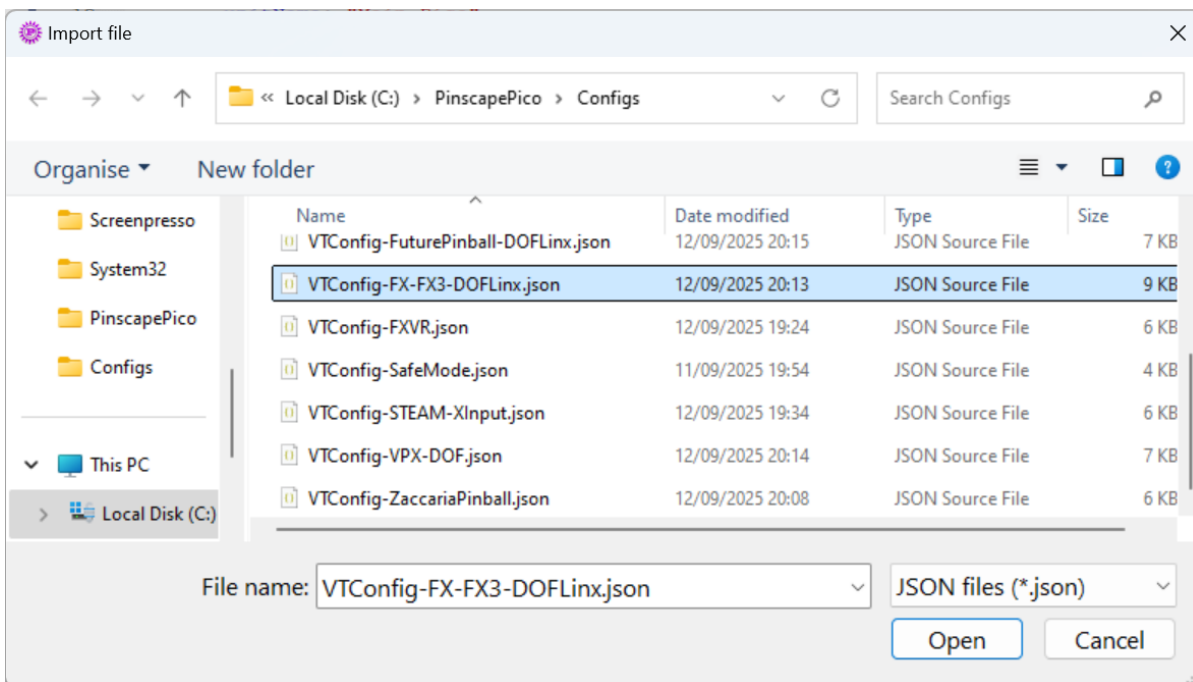 Import file
« Local Disk (C:) > PinscapePico > Configs
Search Configs
Organise
New folder
?
Screenpresso
System32
PinscapePico
Configs
This PC
Local Disk (C:)
Name Date modified Type Size
VTConfig-FuturePinball-DOFLinx.json 12/09/2025 20:15 JSON Source File 7 KB
VTConfig-FX-FX3-DOFLinx.json 12/09/2025 20:13 JSON Source File 9 KB
VTConfig-FXVR.json 12/09/2025 19:24 JSON Source File 6 KB
VTConfig-SafeMode.json 11/09/2025 19:54 JSON Source File 4 KB
VTConfig-STEAM-XInput.json 12/09/2025 19:34 JSON Source File 6 KB
VTConfig-VPX-DOF.json 12/09/2025 20:14 JSON Source File 7 KB
VTConfig-ZaccariaPinball.json 12/09/2025 20:08 JSON Source File 6 KB
File name: VTConfig-FX-FX3-DOFLinx.json
JSON files (*.json)
Open
Cancel